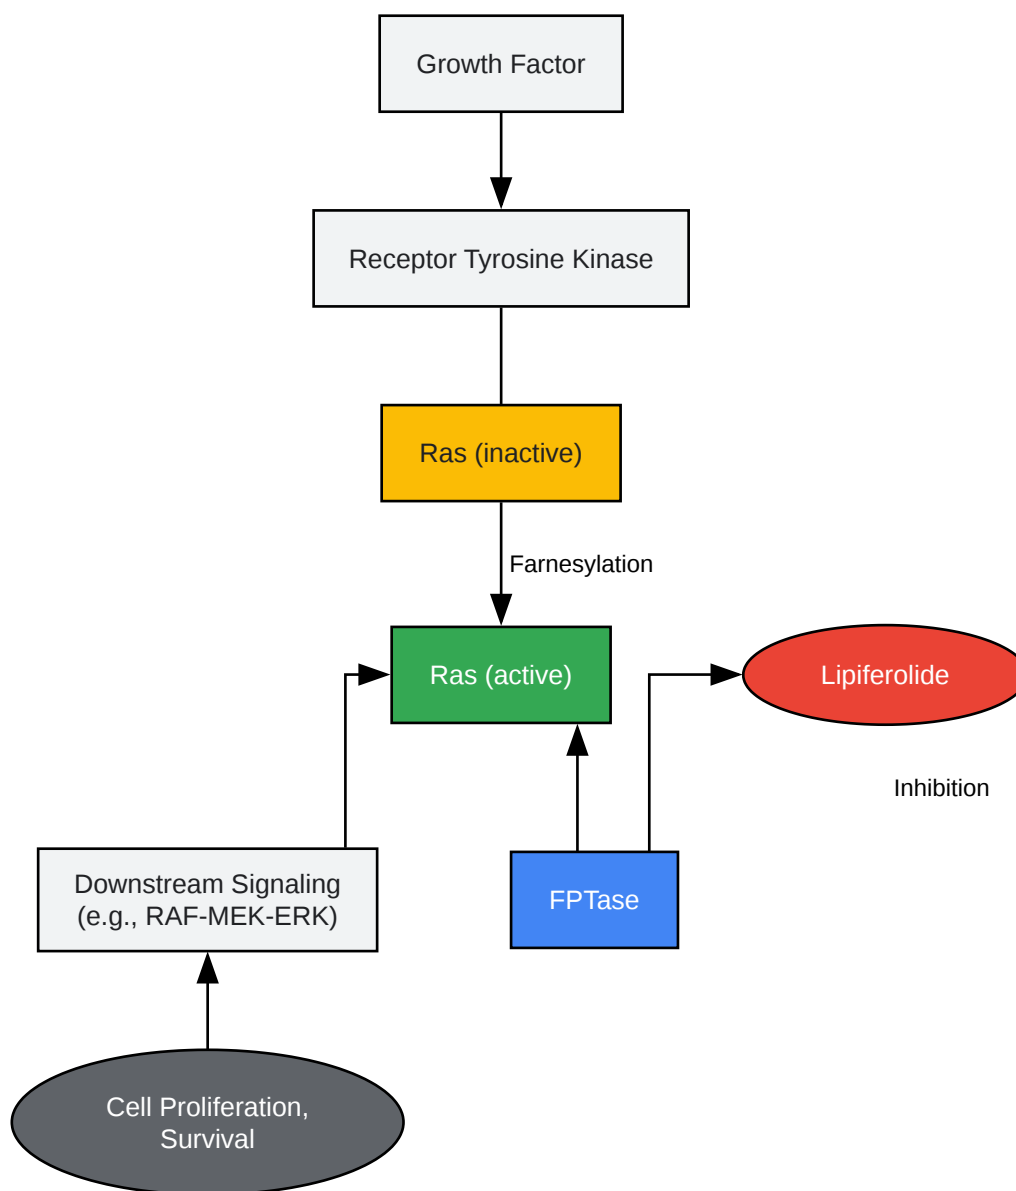 Growth Factor
Receptor Tyrosine Kinase
Ras (inactive)
Farnesylation
Ras (active)
Lipiferolide
Inhibition
Downstream Signaling
(e.g., RAF-MEK-ERK)
FPTase
Cell Proliferation,
Survival